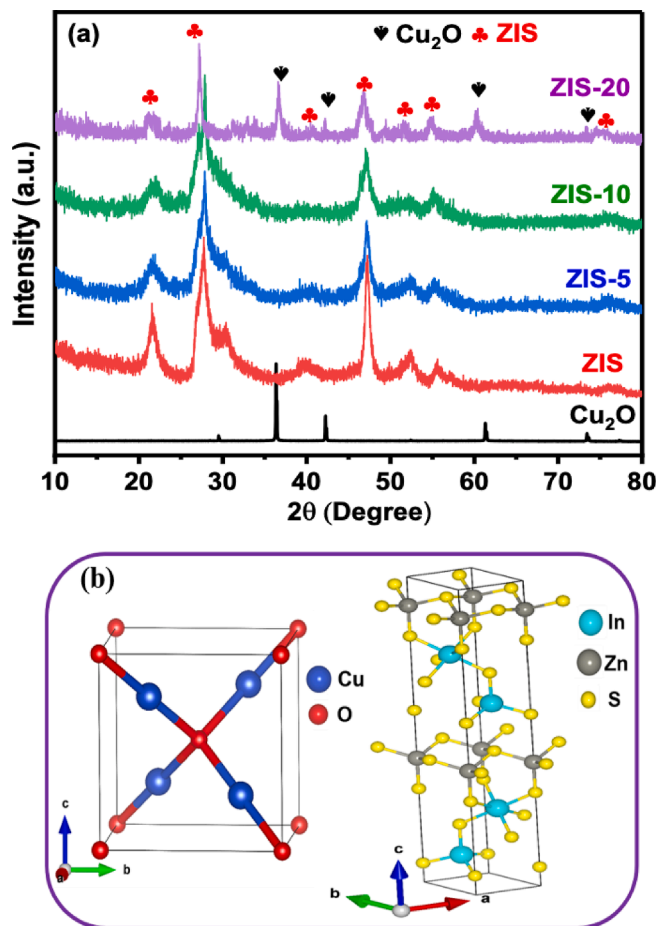 (a)
♠ Cu₂O ♣ ZIS
ZIS-20
ZIS-10
ZIS-5
ZIS
Cu₂O
Intensity (a.u.)
10 20 30 40 50 60 70 80
2θ (Degree)
(b)
Cu
O
c
b
a
In
Zn
S
c
b
a